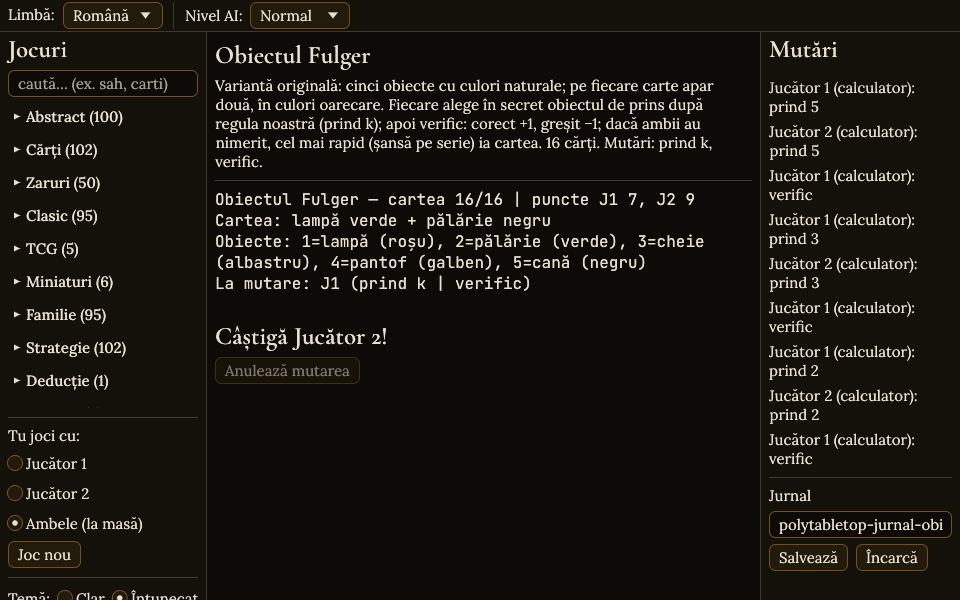 Limbă: Română ▼ Nivel AI: Normal ▼
Jocuri
caută... (ex. sah, carti)
▸ Abstract (100)
▸ Cărți (102)
▸ Zaruri (50)
▸ Clasic (95)
▸ TCG (5)
▸ Miniaturi (6)
▸ Familie (95)
▸ Strategie (102)
▸ Deducție (1)
Tu joci cu:
Jucător 1
Jucător 2
Ambele (la masă)
Joc nou
Temă: Clar Întunecat
Obiectul Fulger
Variantă originală: cinci obiecte cu culori naturale; pe fiecare carte apar
două, în culori oarecare. Fiecare alege în secret obiectul de prins după
regula noastră (prind k); apoi verific: corect +1, greșit −1; dacă ambii au
nimerit, cel mai rapid (șansă pe serie) ia cartea. 16 cărți. Mutări: prind k,
verific.
Obiectul Fulger — cartea 16/16 | puncte J1 7, J2 9
Cartea: lampă verde + pălărie negru
Obiecte: 1=lampă (roșu), 2=pălărie (verde), 3=cheie
(albastru), 4=pantof (galben), 5=cană (negru)
La mutare: J1 (prind k | verific)
Câștigă Jucător 2!
Anulează mutarea
Mutări
Jucător 1 (calculator):
prind 5
Jucător 2 (calculator):
prind 5
Jucător 1 (calculator):
verific
Jucător 1 (calculator):
prind 3
Jucător 2 (calculator):
prind 3
Jucător 1 (calculator):
verific
Jucător 1 (calculator):
prind 2
Jucător 2 (calculator):
prind 2
Jucător 1 (calculator):
verific
Jurnal
polytabletop-jurnal-obi
Salvează Încarcă